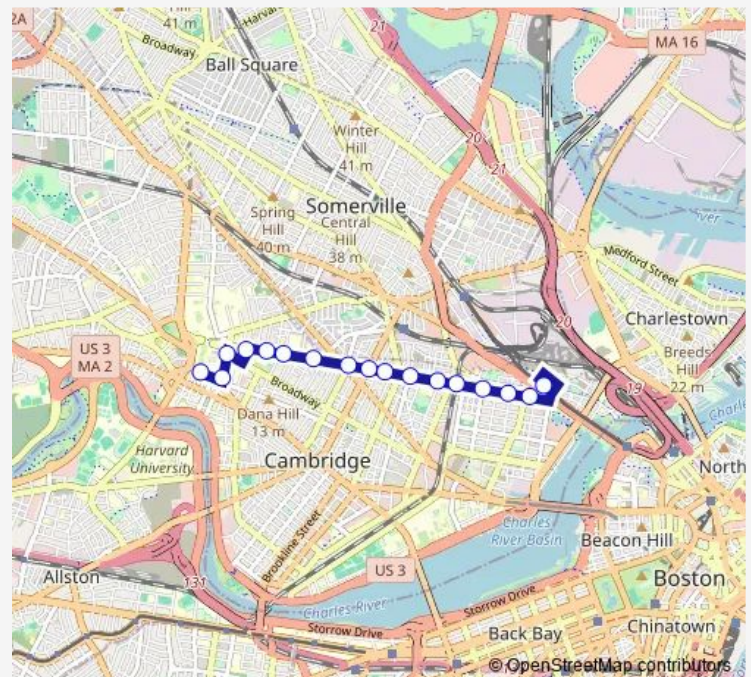 2A
41 m
Harvar
Broadway
Ball Square
21
MA 16
Winter
Hill
41 m
20
21
Spring
Hill
40 m
Somerville
Central
Hill
38 m
Medford Street
20
Charlestown
US 3
MA 2
Breeds
Hill
22 m
19
Broadway
Dana Hill
13 m
Harvard
University
Cambridge
North
Charles
River Basin
Beacon Hill
Brookline Street
US 3
Allston
131
Boston
Charles River
Storrow Drive
Storrow Drive
Back Bay
Chinatown
© OpenStreetMap contributors